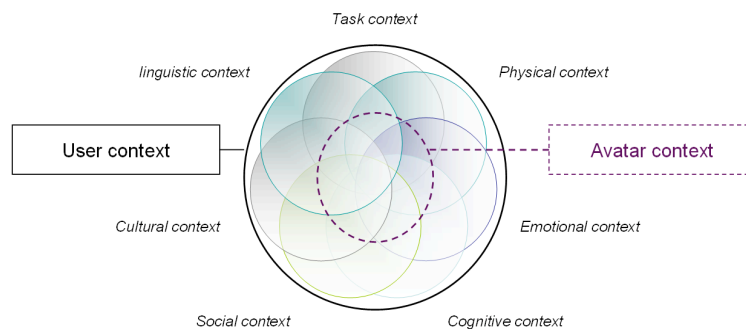 Task context
linguistic context
Physical context
User context
Avatar context
Cultural context
Emotional context
Social context
Cognitive context